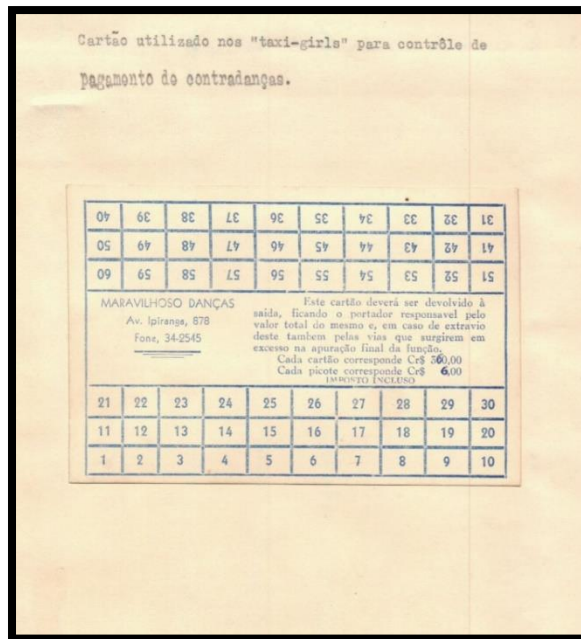 Cartão utilizado nos "taxi-girls" para contrôle de
pagamento de contradanças.
40 39 38 37 36 35 34 33 32 31
50 49 48 47 46 45 44 43 42 41
60 59 58 57 56 55 54 53 52 51
MARAVILHOSO DANÇAS
Av. Ipiranga, 878
Fone, 34-2545
Este cartão deverá ser devolvido à
saida, ficando o portador responsavel pelo
valor total do mesmo e, em caso de extravio
deste tambem pelas vias que surgirem em
excesso na apuração final da função.
Cada cartão corresponde Cr$ 360,00
Cada picote corresponde Cr$ 6,00
IMPOSTO INCLUSO
21 22 23 24 25 26 27 28 29 30
11 12 13 14 15 16 17 18 19 20
1 2 3 4 5 6 7 8 9 10